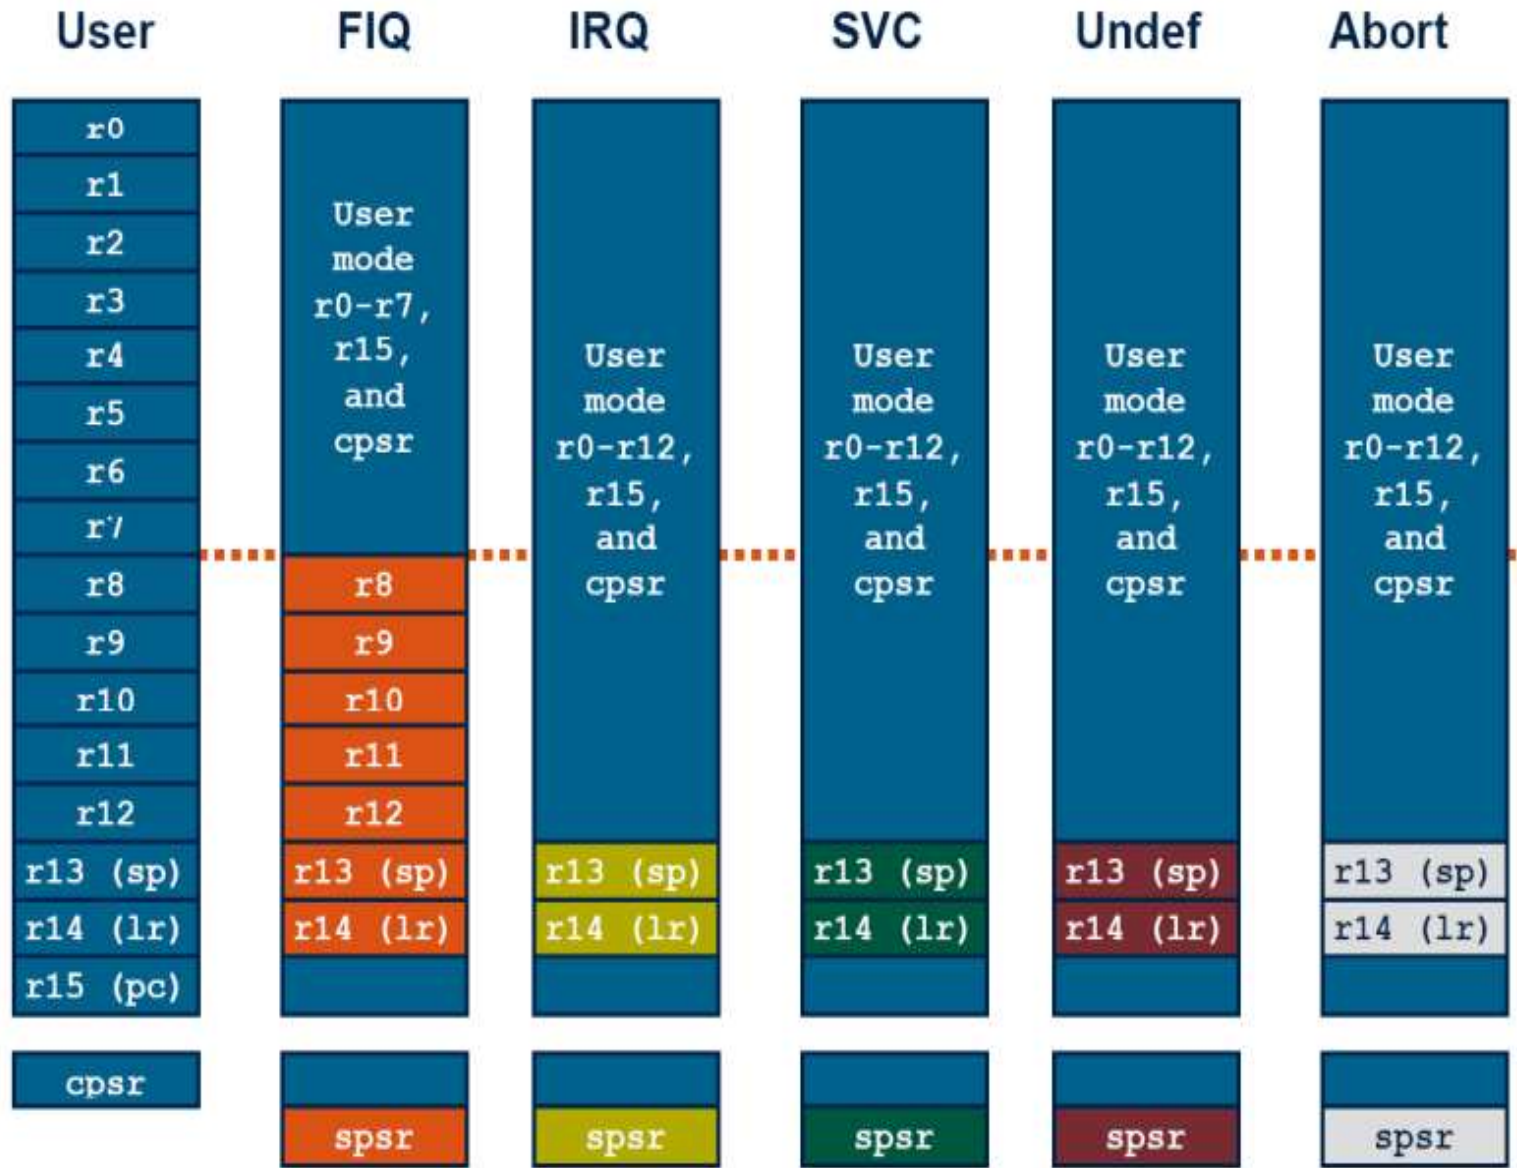 User
FIQ
IRQ
SVC
Undef
Abort
r0
r1
r2
r3
r4
r5
r6
r7
r8
r9
r10
r11
r12
r13 (sp)
r14 (lr)
r15 (pc)
cpsr
User
mode
r0-r7,
r15,
and
cpsr
r8
r9
r10
r11
r12
r13 (sp)
r14 (lr)
spsr
User
mode
r0-r12,
r15,
and
cpsr
r13 (sp)
r14 (lr)
spsr
User
mode
r0-r12,
r15,
and
cpsr
r13 (sp)
r14 (lr)
spsr
User
mode
r0-r12,
r15,
and
cpsr
r13 (sp)
r14 (lr)
spsr
User
mode
r0-r12,
r15,
and
cpsr
r13 (sp)
r14 (lr)
spsr